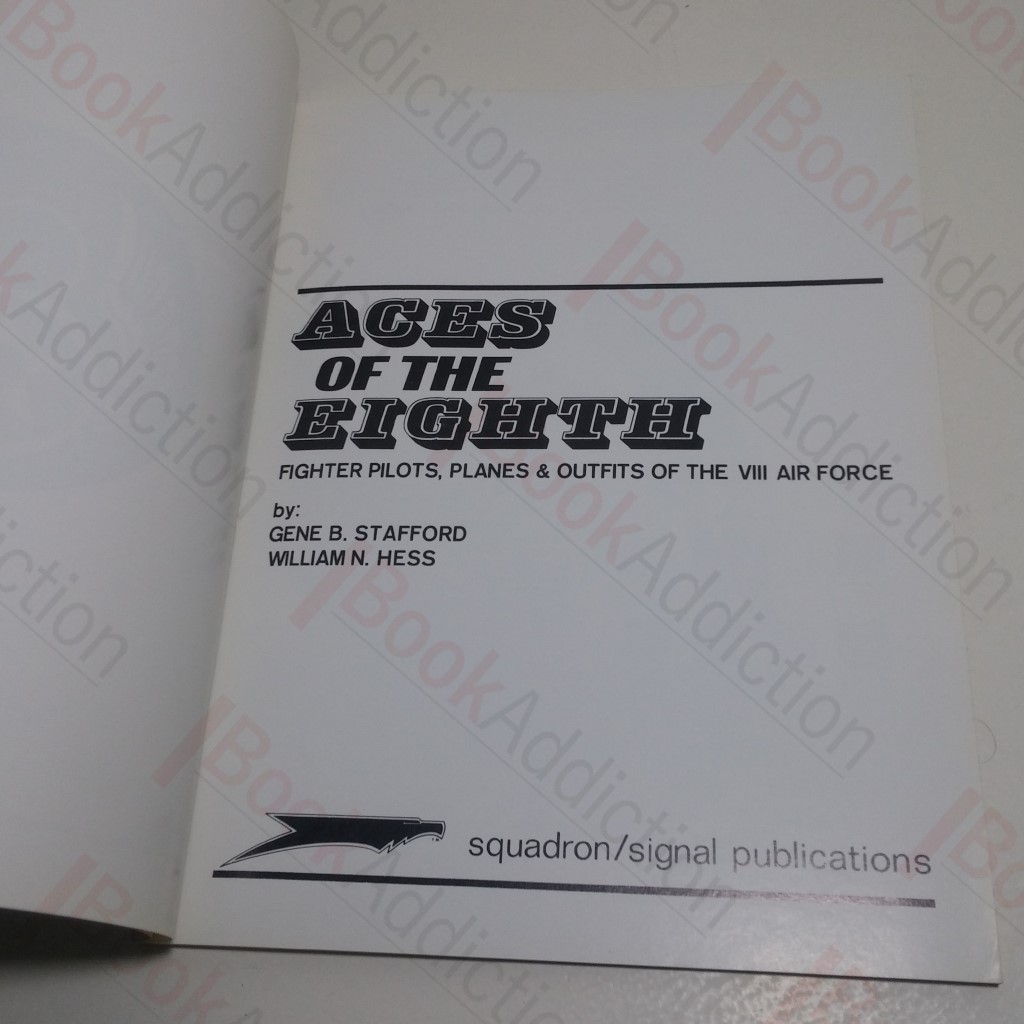 ACES
OF THE
EIGHTH
FIGHTER PILOTS, PLANES & OUTFITS OF THE VIII AIR FORCE
by:
GENE B. STAFFORD
WILLIAM N. HESS
squadron/signal publications
BookAddiction